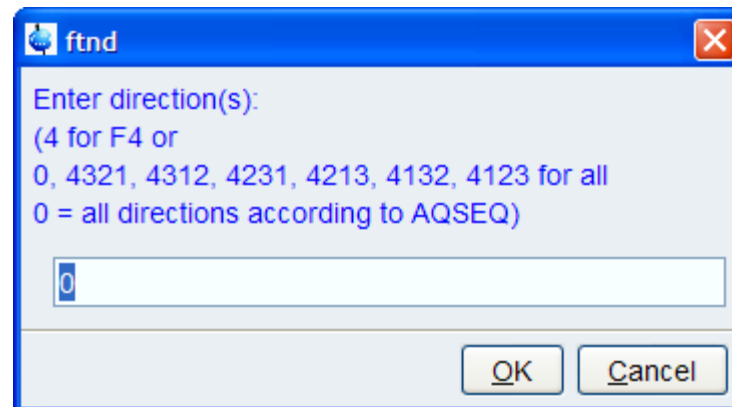 ftnd
Enter direction(s):
(4 for F4 or
0, 4321, 4312, 4231, 4213, 4132, 4123 for all
0 = all directions according to AQSEQ)
0
OK Cancel